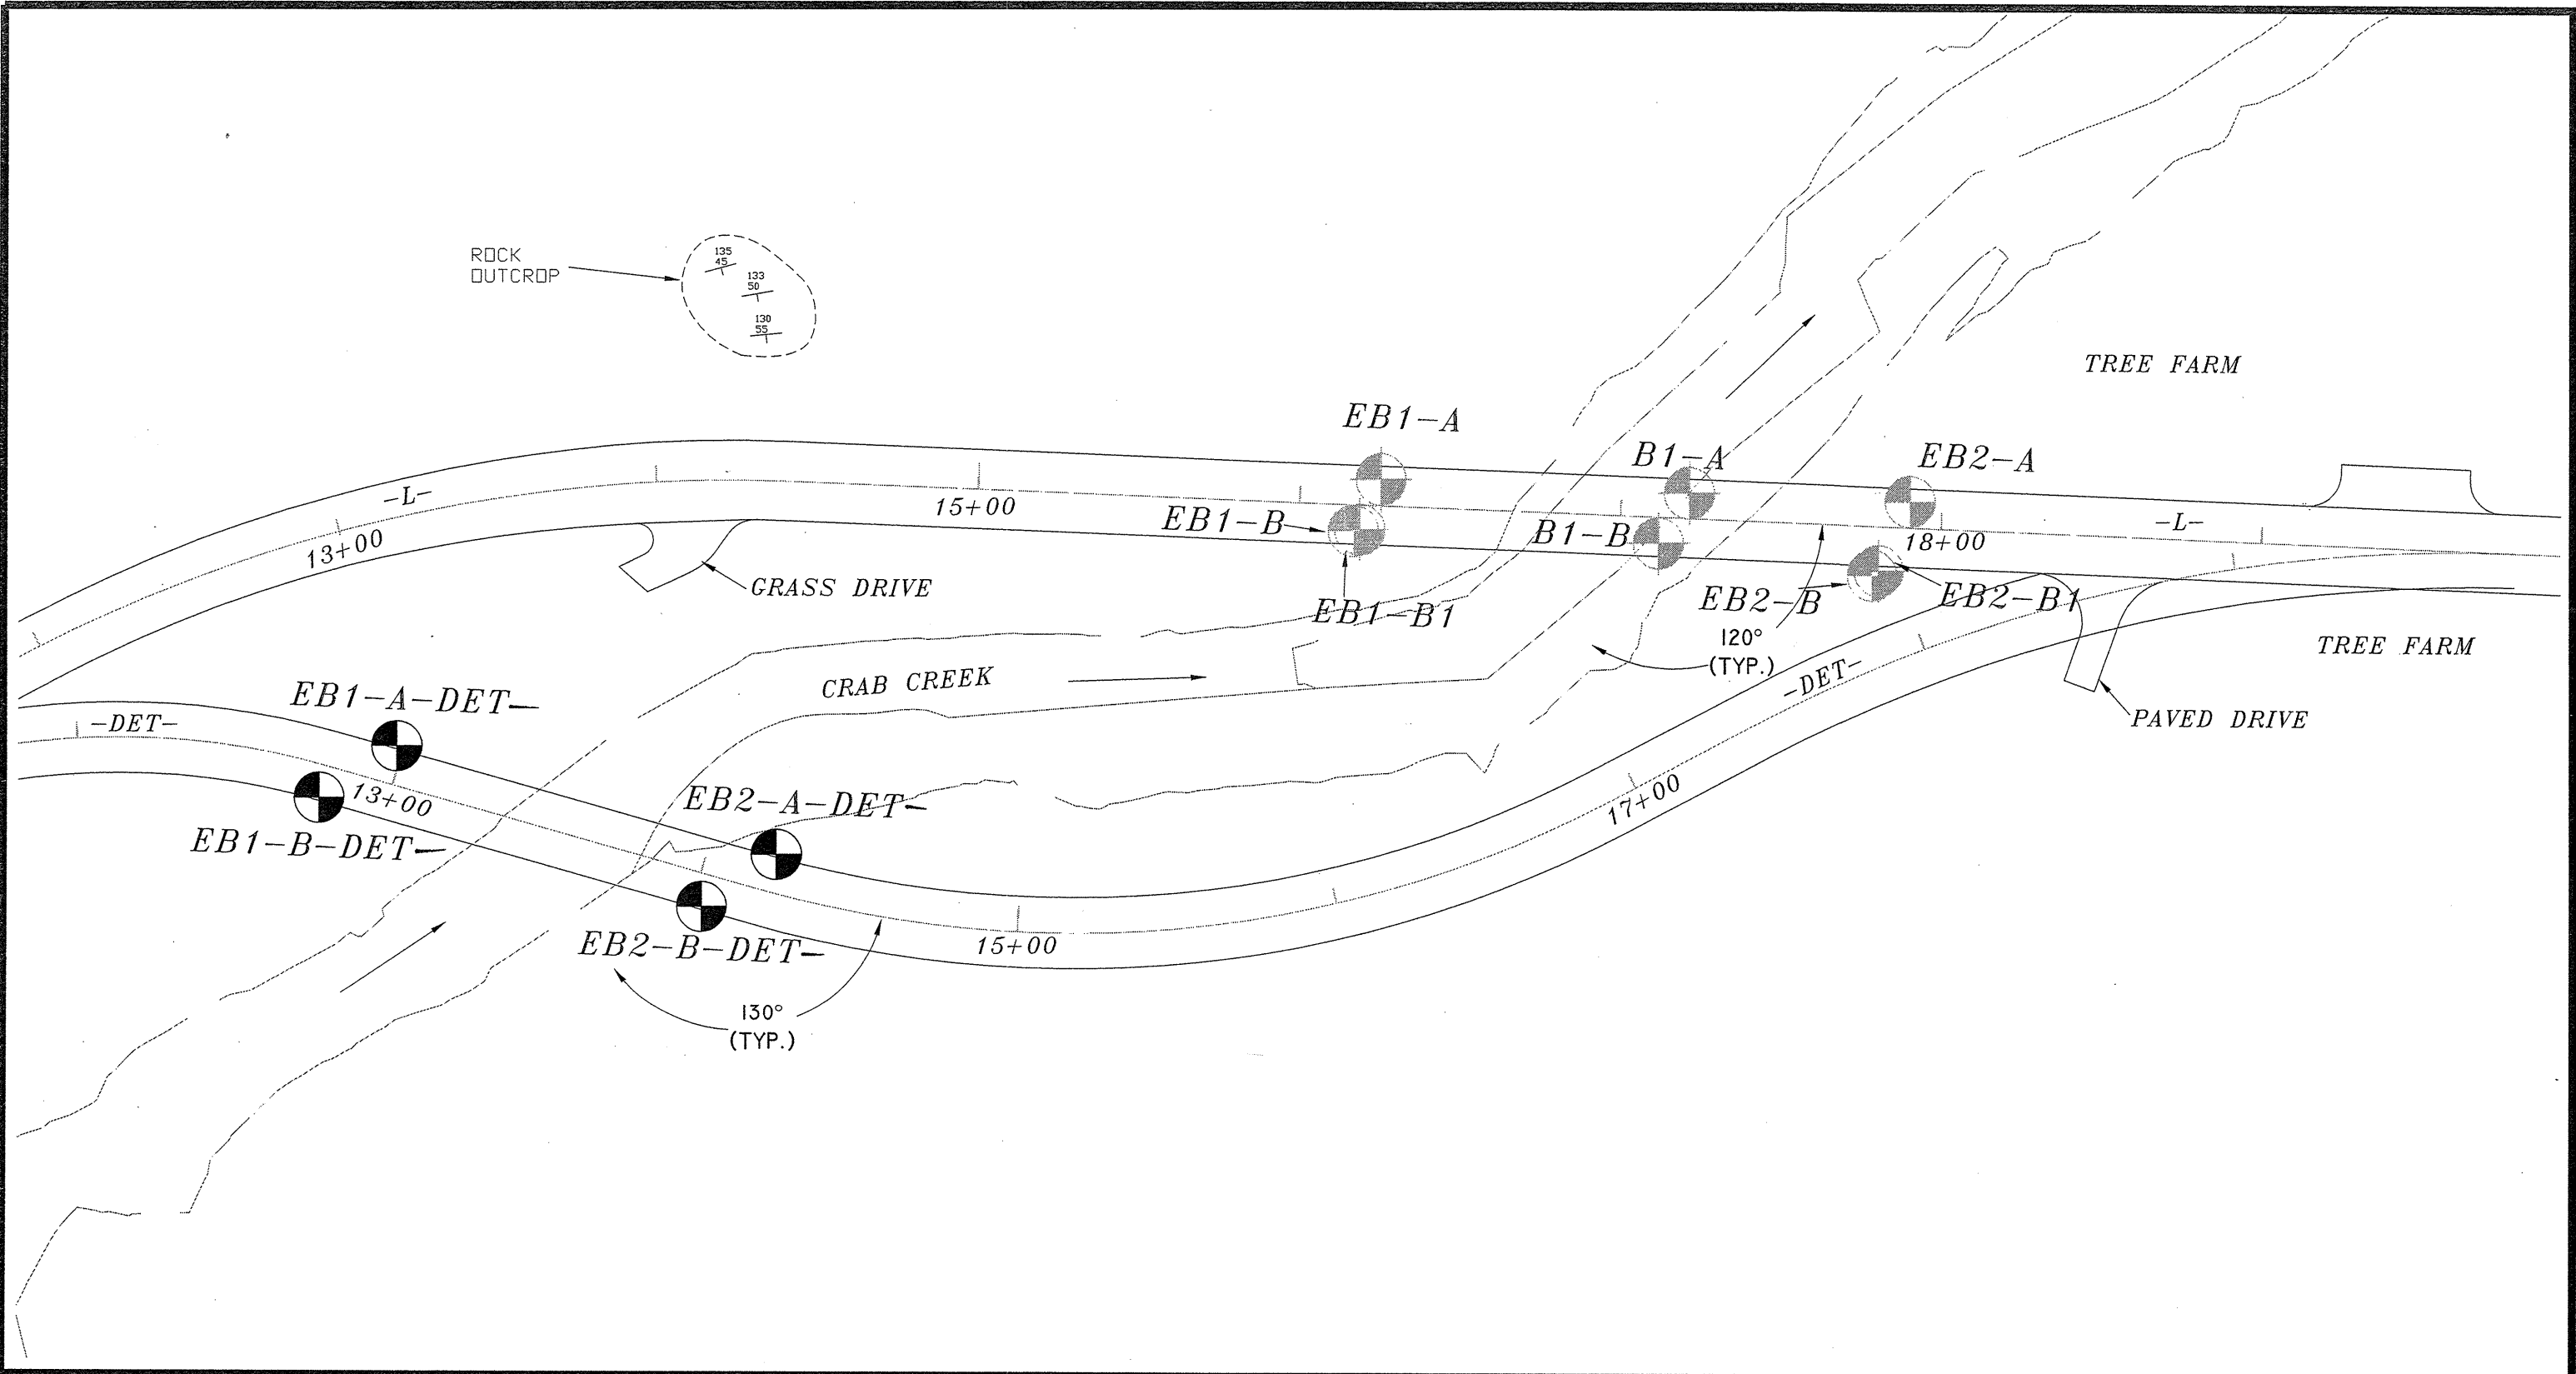 ROCK
OUTCROP
135
45
133
50
130
55
TREE FARM
EB1-A
B1-A
EB2-A
-L-
15+00
EB1-B
B1-B
-L-
13+00
18+00
GRASS DRIVE
EB1-B1
EB2-B
EB2-B1
120°
(TYP.)
TREE FARM
CRAB CREEK
-DET-
EB1-A-DET-
-DET-
PAVED DRIVE
13+00
EB2-A-DET-
17+00
EB1-B-DET-
EB2-B-DET-
15+00
130°
(TYP.)